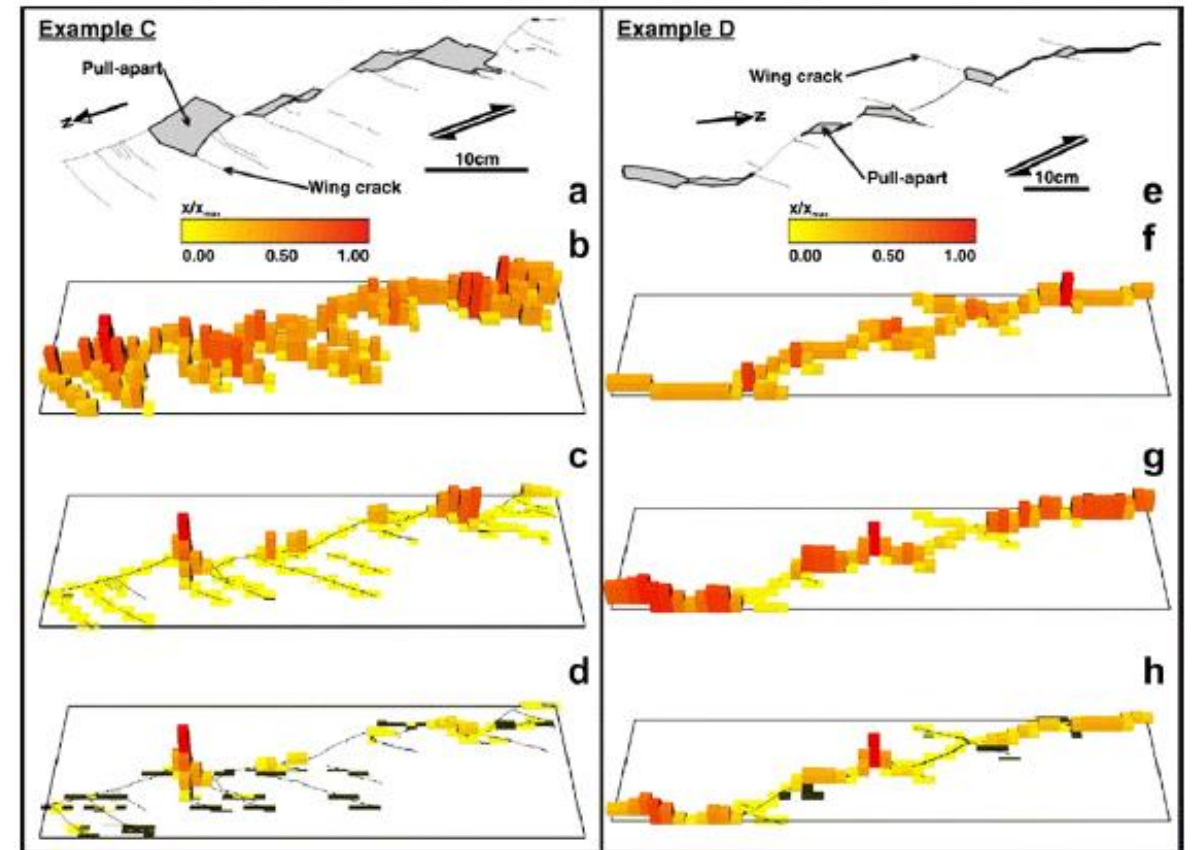 Example C
Pull-apart
N
10cm
Wing crack
a
x/xmax
0.00 0.50 1.00
b
c
d
Example D
Wing crack
N
Pull-apart
10cm
e
x/xmax
0.00 0.50 1.00
f
g
h